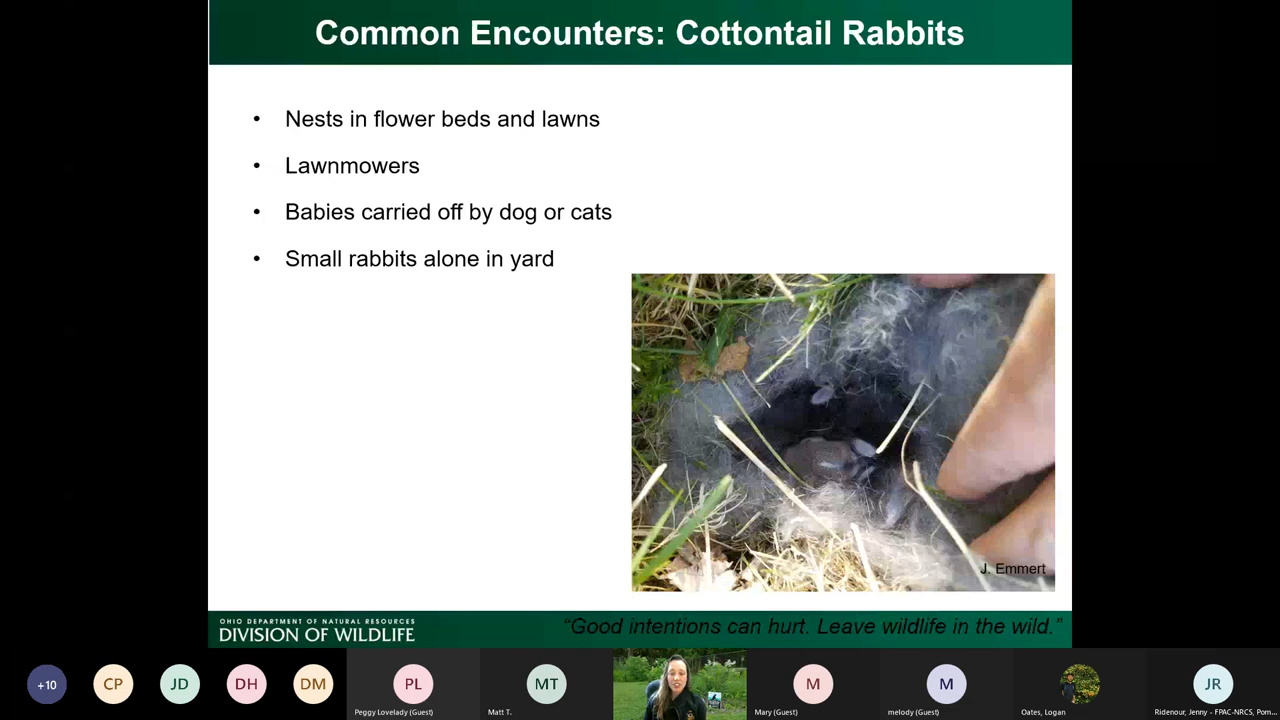 Common Encounters: Cottontail Rabbits
• Nests in flower beds and lawns
• Lawnmowers
• Babies carried off by dog or cats
• Small rabbits alone in yard
J. Emmert
OHIO DEPARTMENT OF NATURAL RESOURCES
DIVISION OF WILDLIFE
“Good intentions can hurt. Leave wildlife in the wild.”
+10
CP
JD
DH
DM
PL
MT
M
M
JR
Peggy Lovelady (Guest)
Matt T.
Mary (Guest)
melody (Guest)
Oates, Logan
Ridenour, Jenny - FPAC-NRCS, Pom...